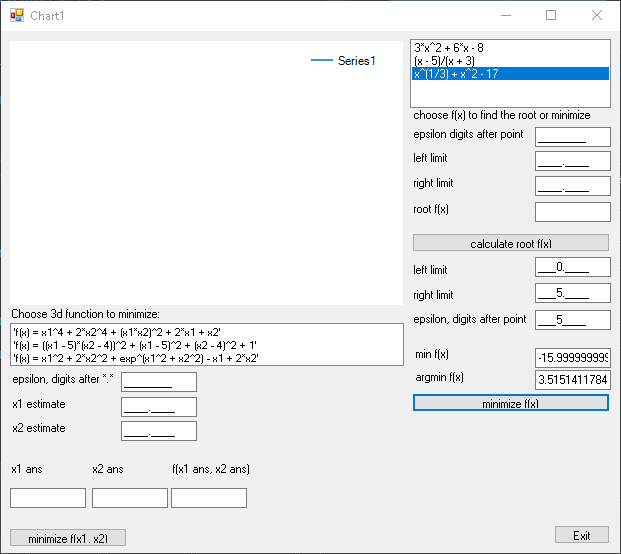 Chart1
Series1
3*x^2 + 6*x - 8
(x - 5)/(x + 3)
x^(1/3) + x^2 - 17
choose f(x) to find the root or minimize
epsilon digits after point ________
left limit ____.____
right limit ____.____
root f(x)
calculate root f(x)
left limit ___0.____
right limit ___5.____
epsilon, digits after point ___5____
min f(x) -15.999999999
argmin f(x) 3.5151411784
minimize f(x)
Choose 3d function to minimize:
'f(x) = x1^4 + 2*x2^4 + (x1*x2)^2 + 2*x1 + x2'
'f(x) = ((x1 - 5)*(x2 - 4))^2 + (x1 - 5)^2 + (x2 - 4)^2 + 1'
'f(x) = x1^2 + 2*x2^2 + exp^(x1^2 + x2^2) - x1 + 2*x2'
epsilon, digits after *.* ________
x1 estimate ____.____
x2 estimate ____.____
x1 ans x2 ans f(x1 ans, x2 ans)
minimize f(x1, x2)
Exit